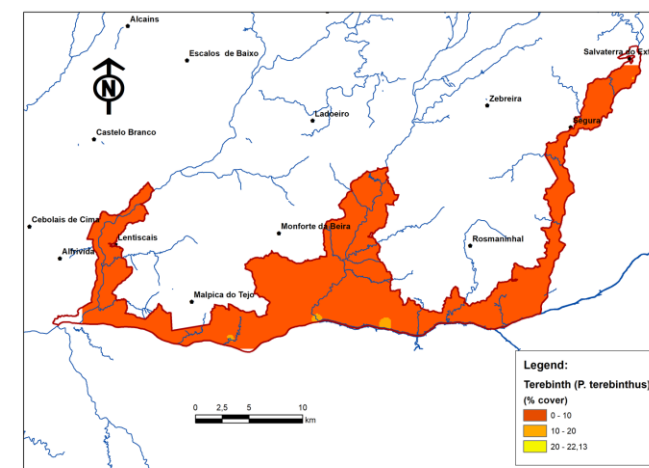 Alcains
Salvaterra do Ext
Escalos de Baixo
N
Zebreira
Ladoeiro
Segura
Castelo Branco
Cebolais de Cima
Monforte da Beira
Lentiscais
Rosmaninhal
Alfrivida
Malpica do Tejo
Legend:
Terebinth (P. terebinthus)
(% cover)
0 - 10
10 - 20
20 - 22,13
0 2,5 5 10
km